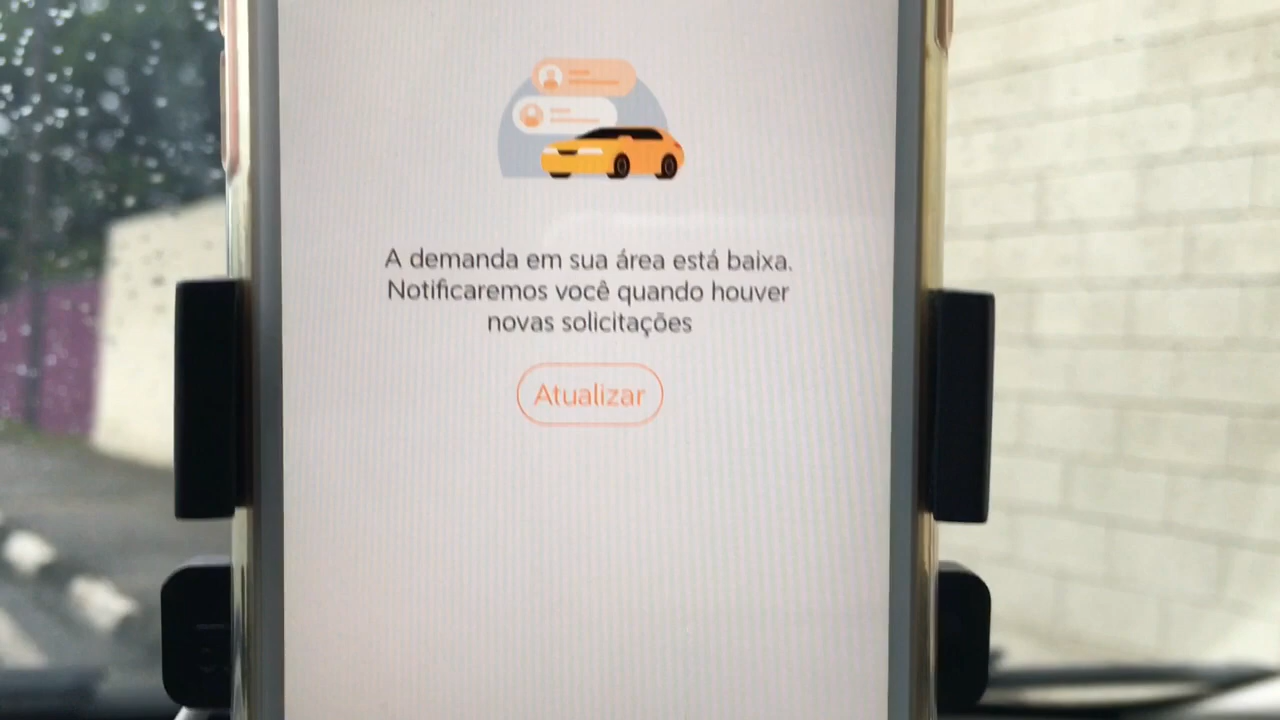 A demanda em sua área está baixa.
Notificaremos você quando houver
novas solicitações
Atualizar